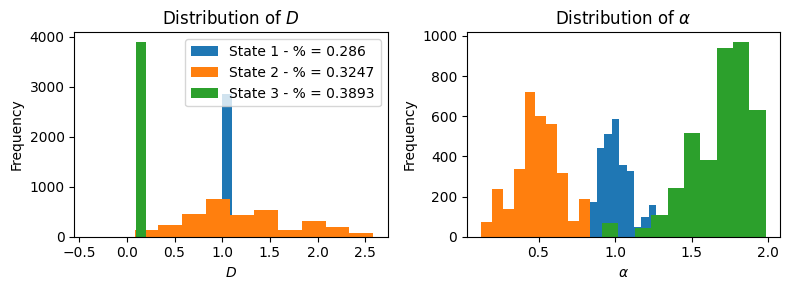 Distribution of D
Frequency
4000
3000
2000
1000
0
-0.5
0.0
0.5
1.0
1.5
2.0
2.5
D
State 1 - % = 0.286
State 2 - % = 0.3247
State 3 - % = 0.3893
Distribution of α
Frequency
1000
800
600
400
200
0
0.5
1.0
1.5
2.0
α